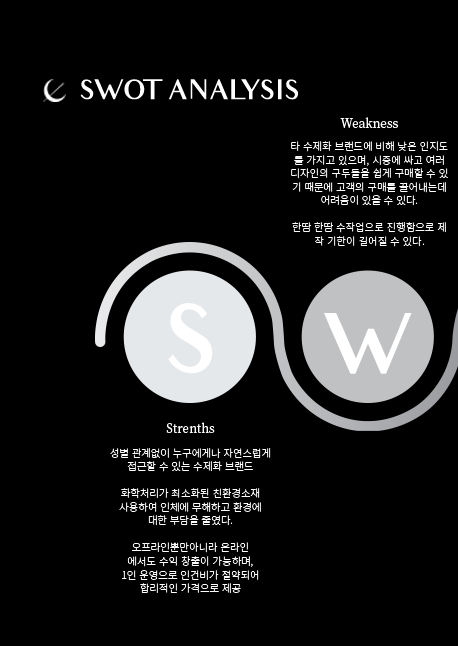 SWOT ANALYSIS
Weakness
타 수제화 브랜드에 비해 낮은 인지도
를 가지고 있으며, 시중에 싸고 여러
디자인의 구두들을 쉽게 구매할 수 있
기 때문에 고객의 구매를 끌어내는데
어려움이 있을 수 있다.
한땀 한땀 수작업으로 진행함으로 제
작 기한이 길어질 수 있다.
S
W
Strenths
성별 관계없이 누구에게나 자연스럽게
접근할 수 있는 수제화 브랜드
화학처리가 최소화된 친환경소재
사용하여 인체에 무해하고 환경에
대한 부담을 줄였다.
오프라인뿐만아니라 온라인
에서도 수익 창출이 가능하며,
1인 운영으로 인건비가 절약되어
합리적인 가격으로 제공